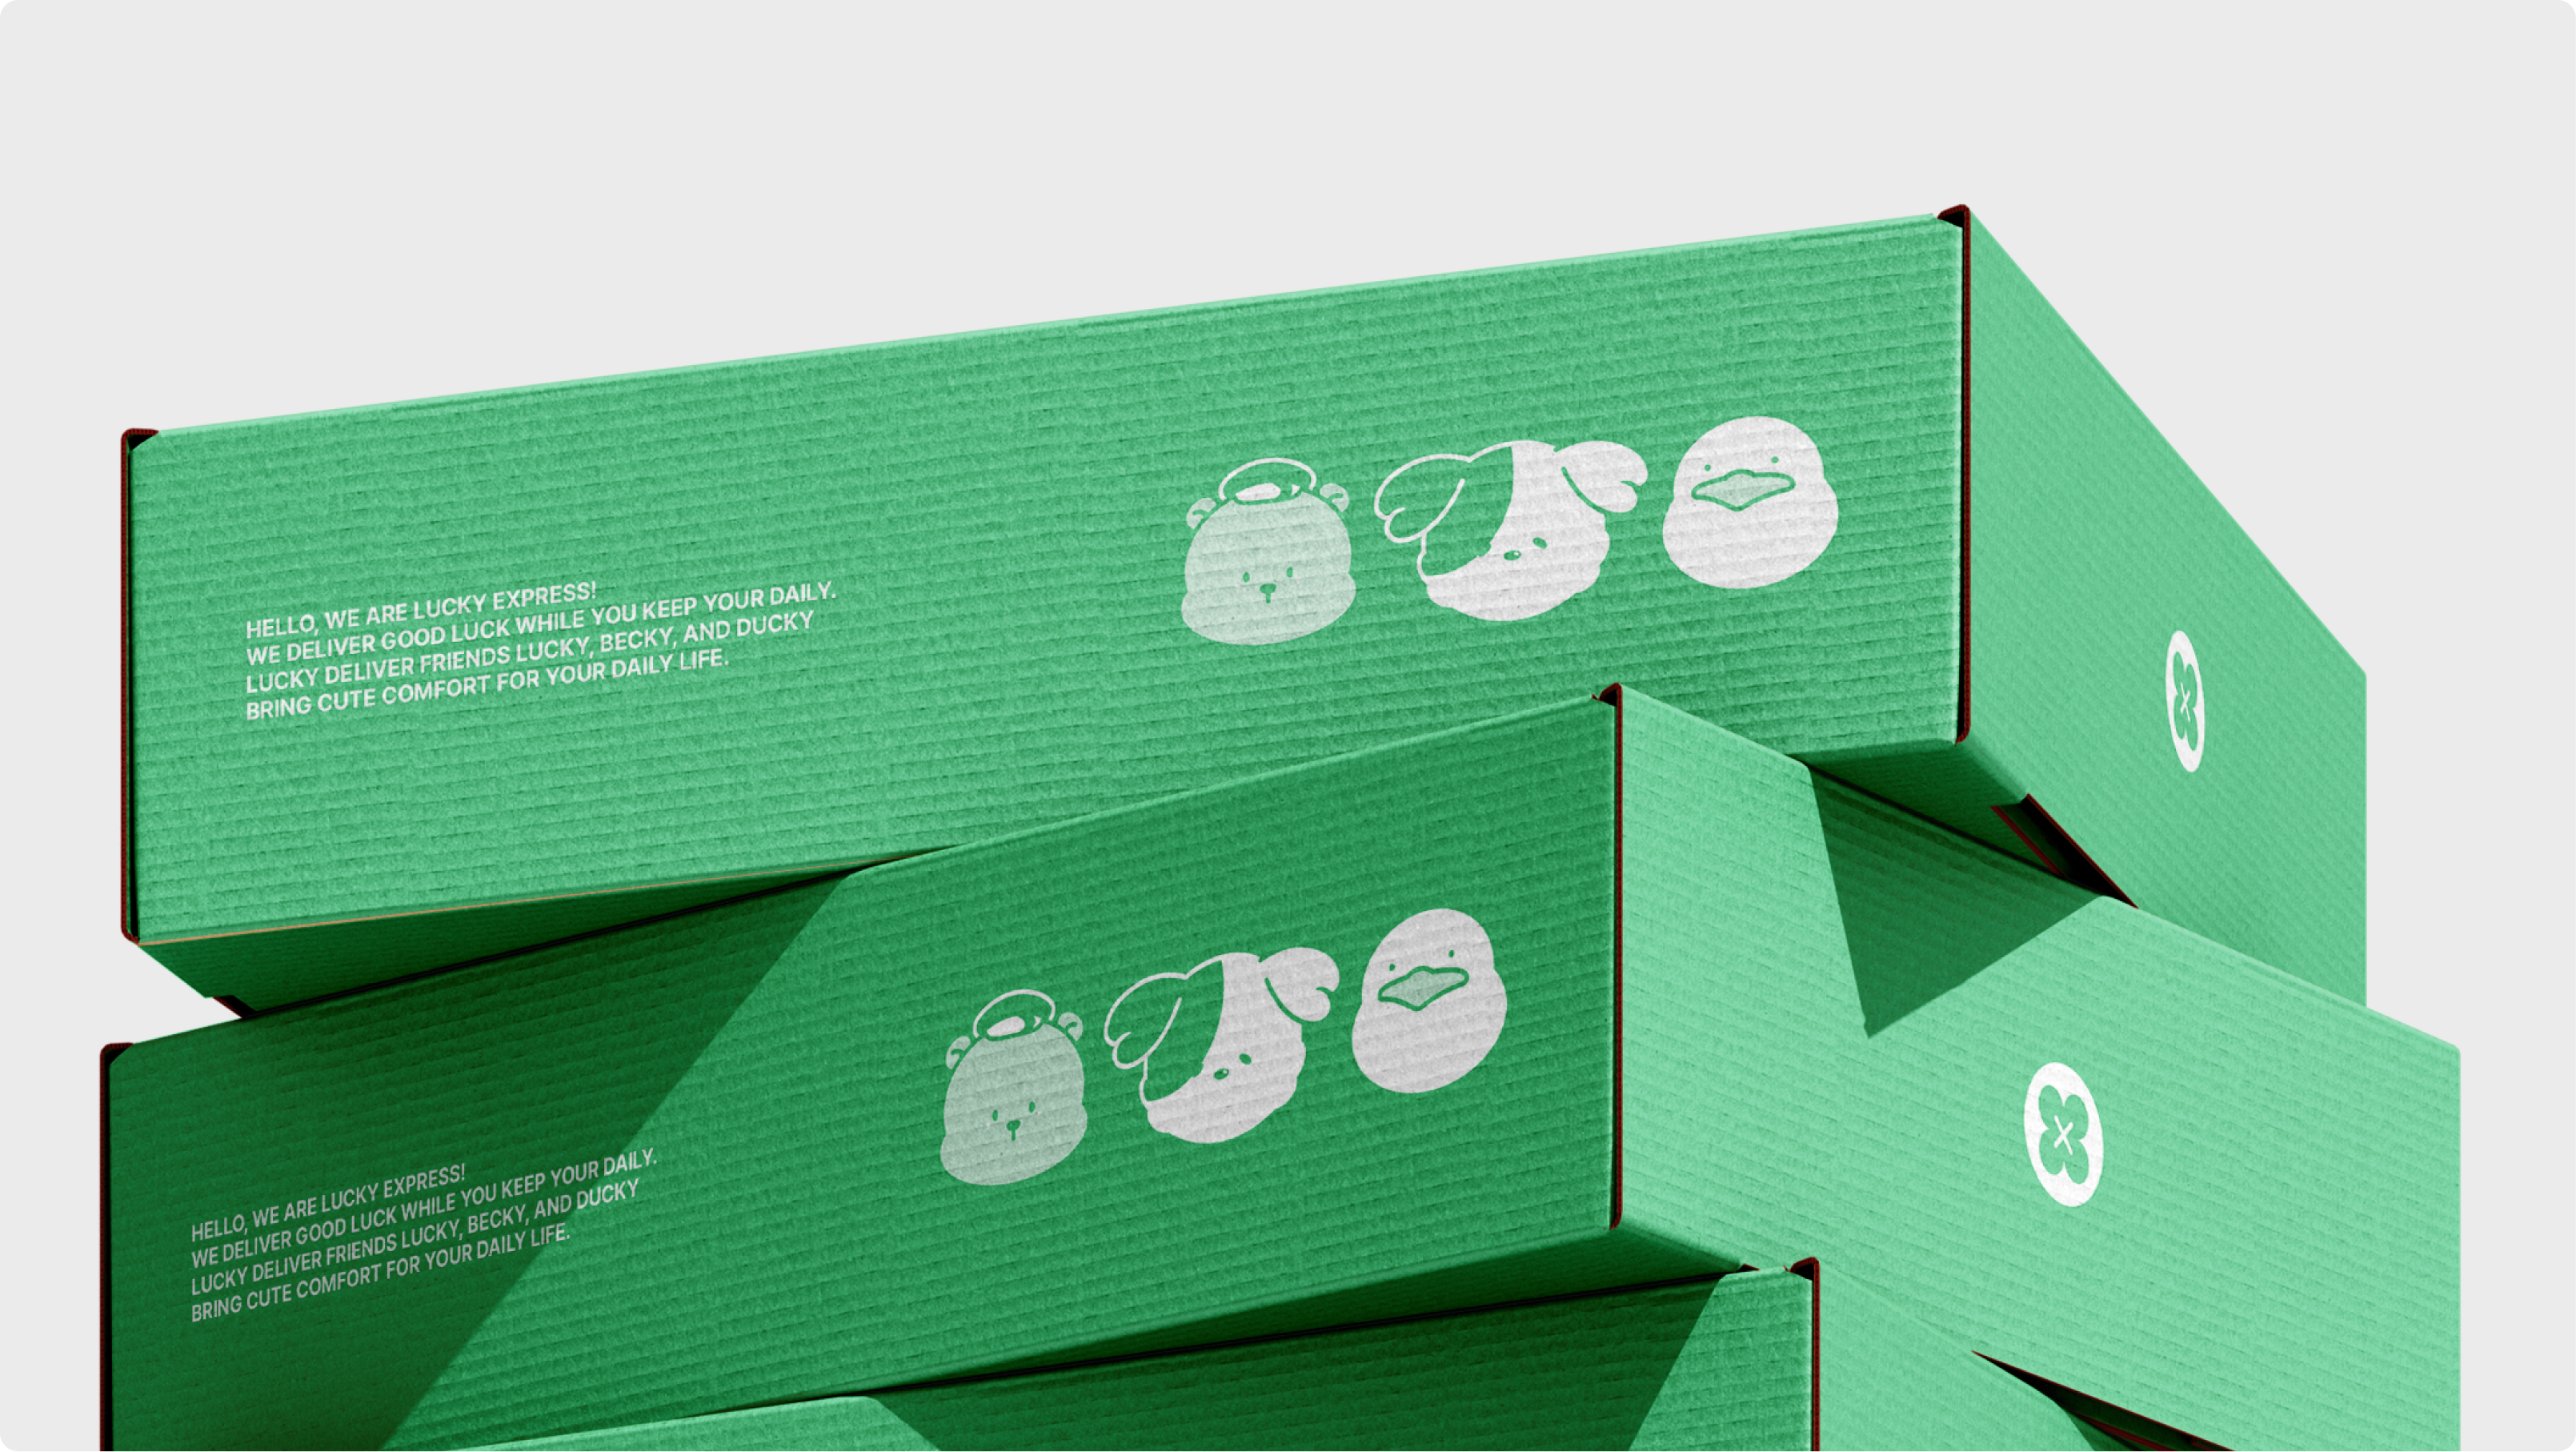 HELLO, WE ARE LUCKY EXPRESS!
WE DELIVER GOOD LUCK WHILE YOU KEEP YOUR DAILY.
LUCKY DELIVER FRIENDS LUCKY, BECKY, AND DUCKY
BRING CUTE COMFORT FOR YOUR DAILY LIFE.
HELLO, WE ARE LUCKY EXPRESS!
WE DELIVER GOOD LUCK WHILE YOU KEEP YOUR DAILY.
LUCKY DELIVER FRIENDS LUCKY, BECKY, AND DUCKY
BRING CUTE COMFORT FOR YOUR DAILY LIFE.